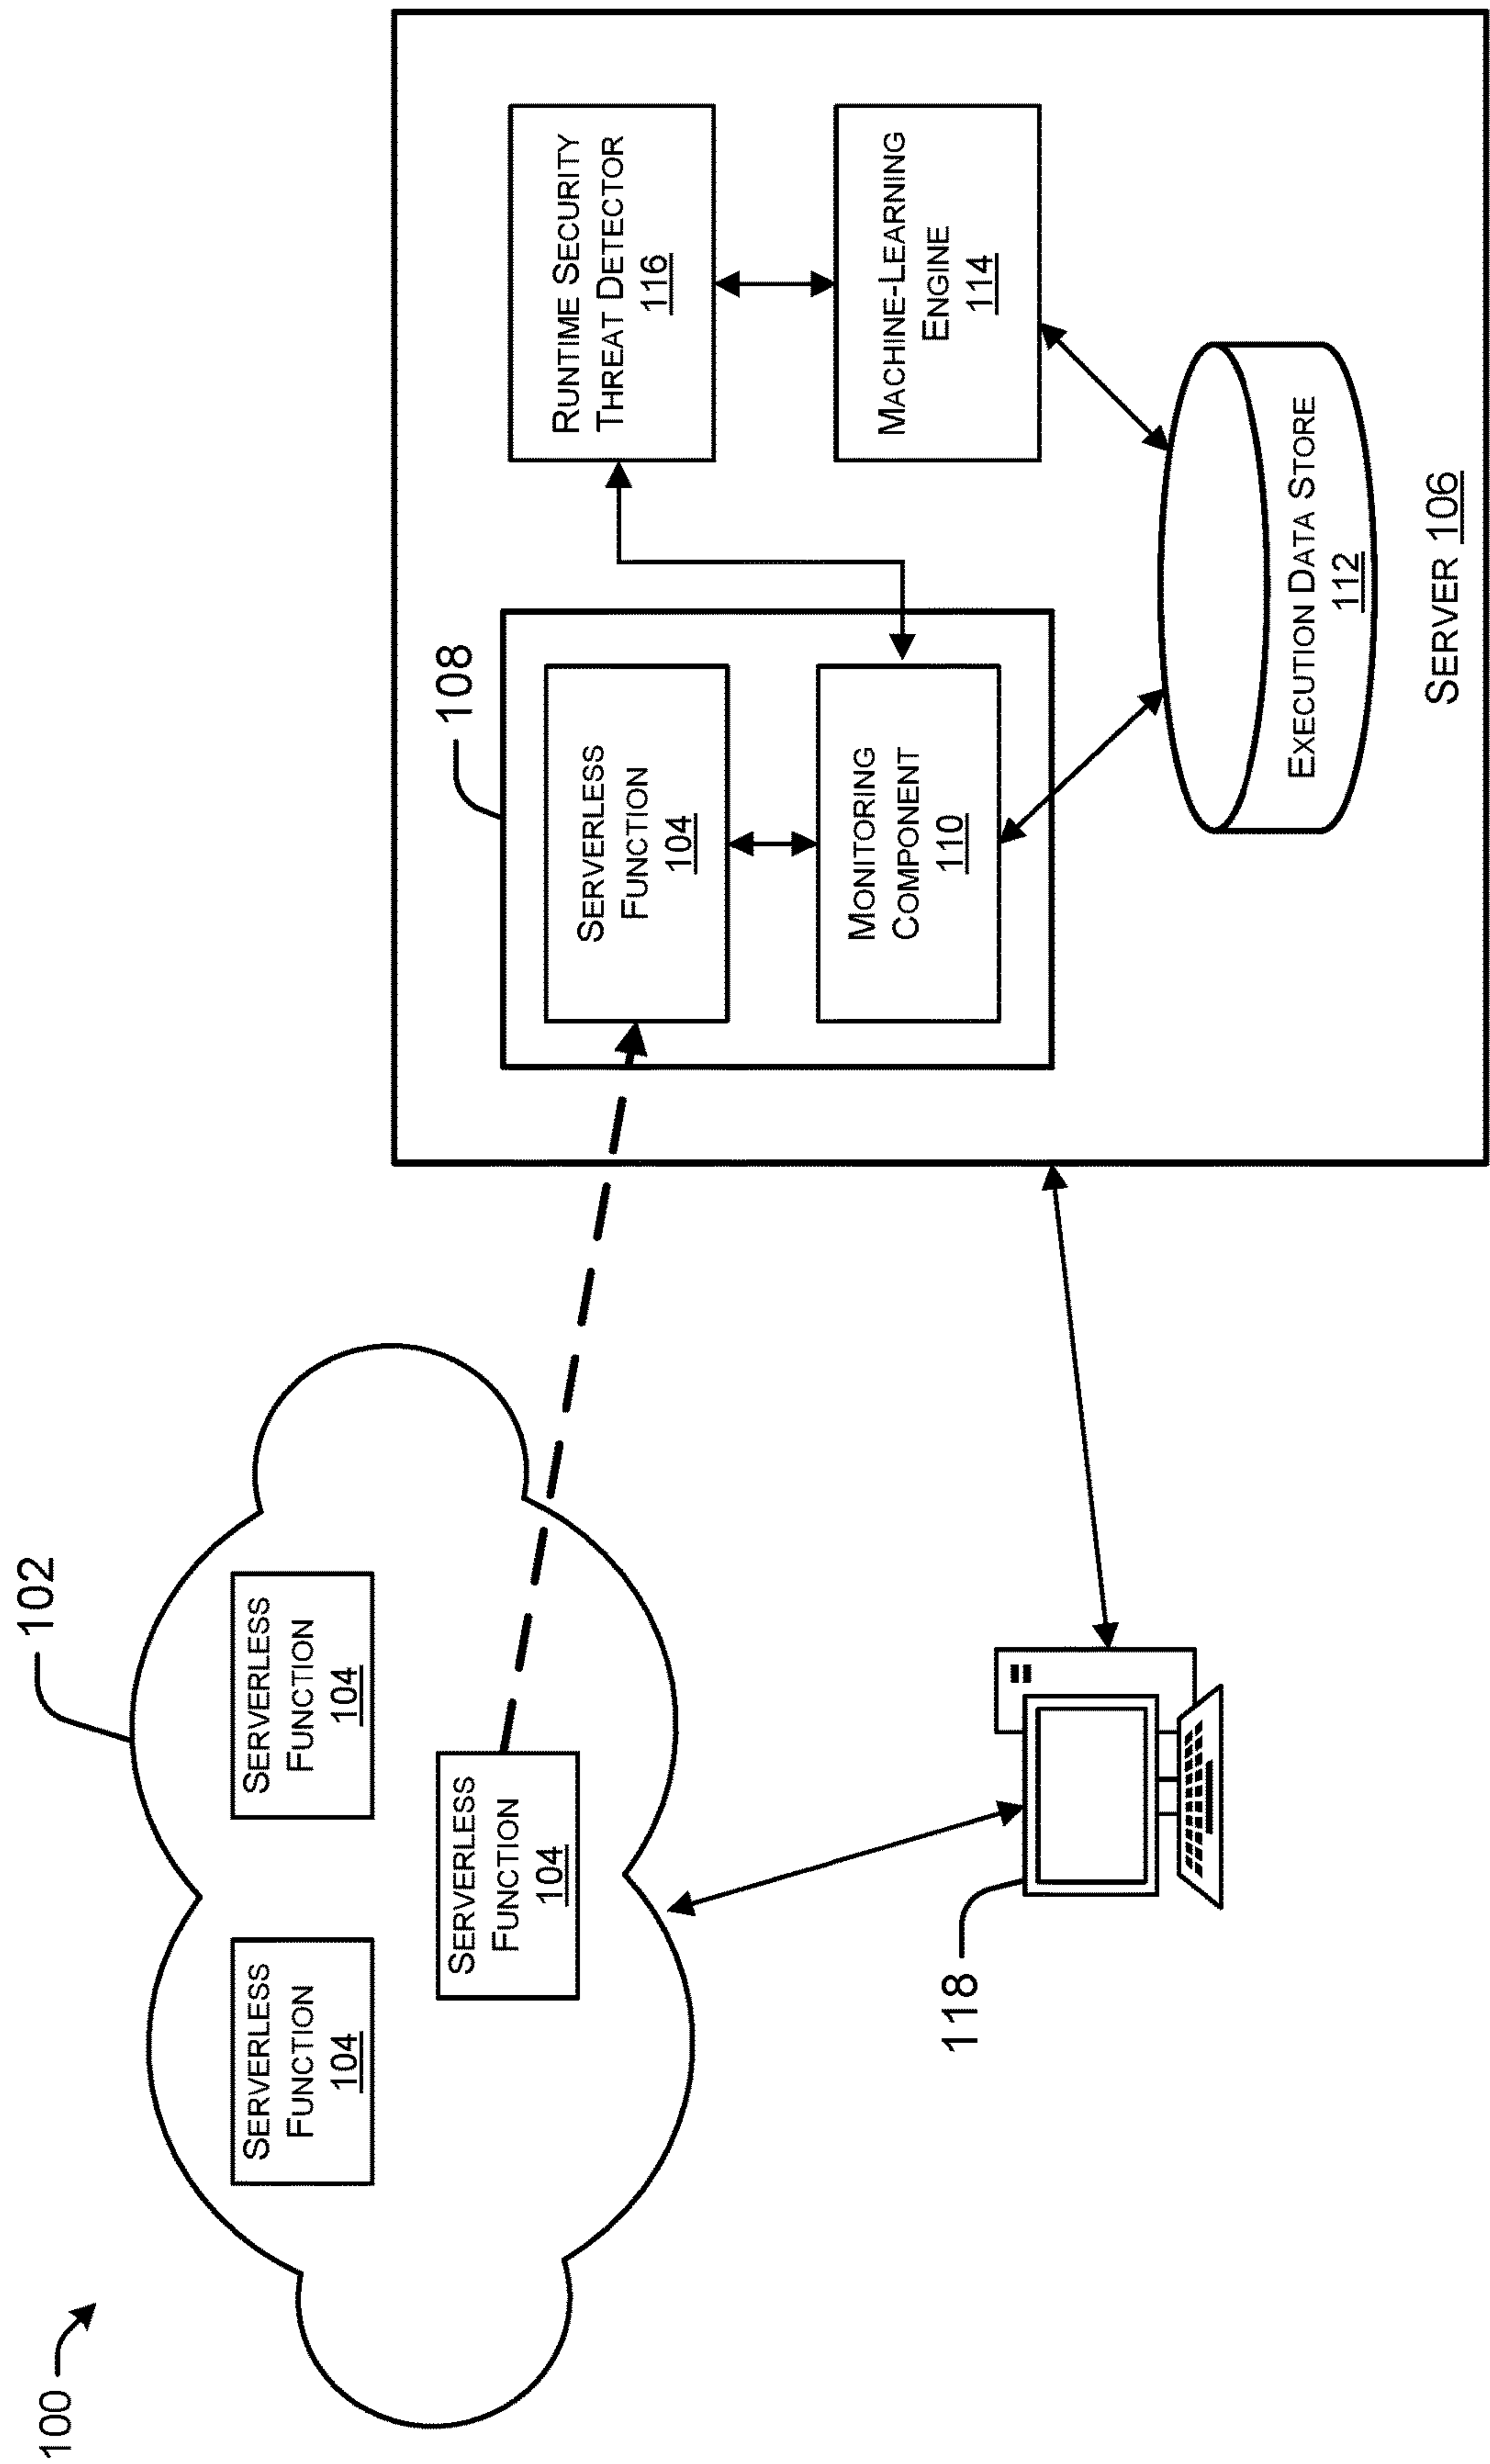 100
102
SERVERLESS
FUNCTION
104
SERVERLESS
FUNCTION
104
SERVERLESS
FUNCTION
104
118
108
SERVERLESS
FUNCTION
104
MONITORING
COMPONENT
110
RUNTIME SECURITY
THREAT DETECTOR
116
MACHINE-LEARNING
ENGINE
114
EXECUTION DATA STORE
112
SERVER 106